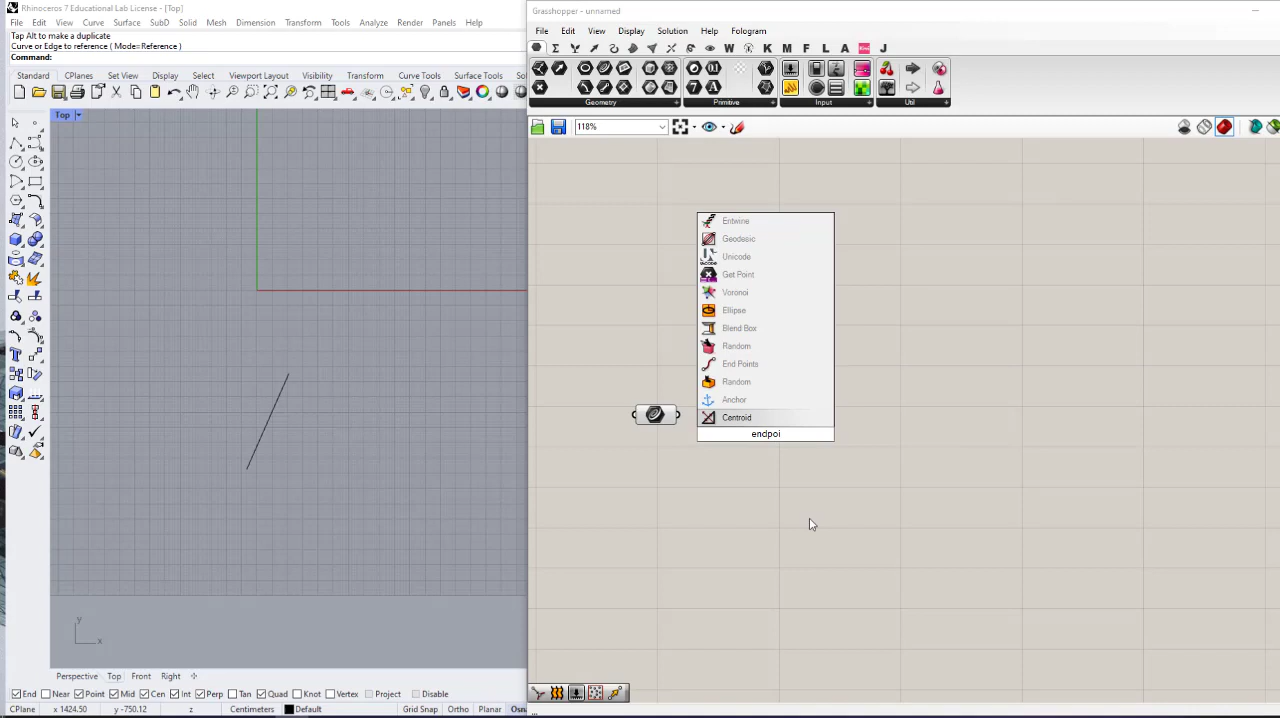 Rhinoceros 7 Educational Lab License - [Top]
File Edit View Curve Surface SubD Solid Mesh Dimension Transform Tools Analyze Render Panels Help
Tap Alt to make a duplicate
Curve or Edge to reference ( Mode=Reference )
Command:
Standard CPlanes Set View Display Select Viewport Layout Visibility Transform Curve Tools Surface Tools So
Top
y
x
Perspective Top Front Right
End Near Point Mid Cen Int Perp Tan Quad Knot Vertex Project Disable
CPlane x 1424.50 y -750.12 z Centimeters Default Grid Snap Ortho Planar Osna
Grasshopper - unnamed
File Edit View Display Solution Help Fologram
W K M F L A J
Geometry Primitive Input Util
118%
Entwine
Geodesic
Unicode
Get Point
Voronoi
Ellipse
Blend Box
Random
End Points
Random
Anchor
Centroid
endpoi
...